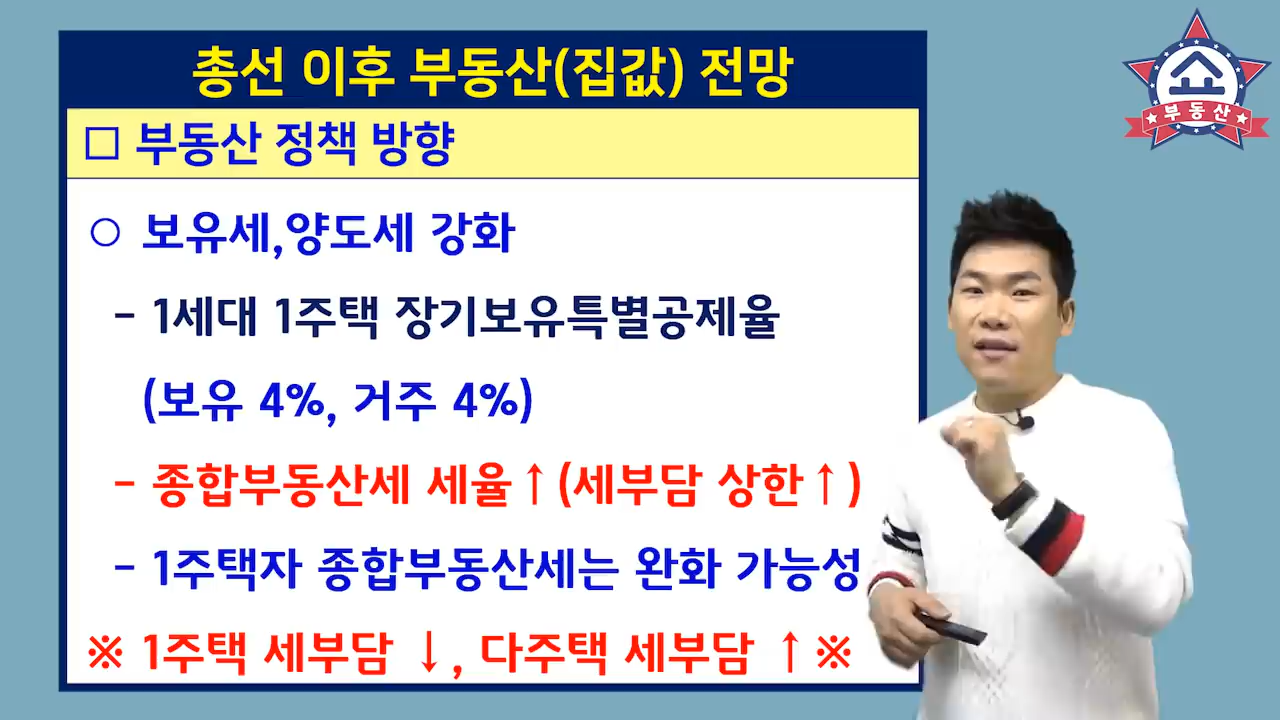 총선 이후 부동산(집값) 전망
□ 부동산 정책 방향
○ 보유세,양도세 강화
- 1세대 1주택 장기보유특별공제율
(보유 4%, 거주 4%)
- 종합부동산세 세율↑(세부담 상한↑)
- 1주택자 종합부동산세는 완화 가능성
※ 1주택 세부담 ↓, 다주택 세부담 ↑※
쇼
부동산